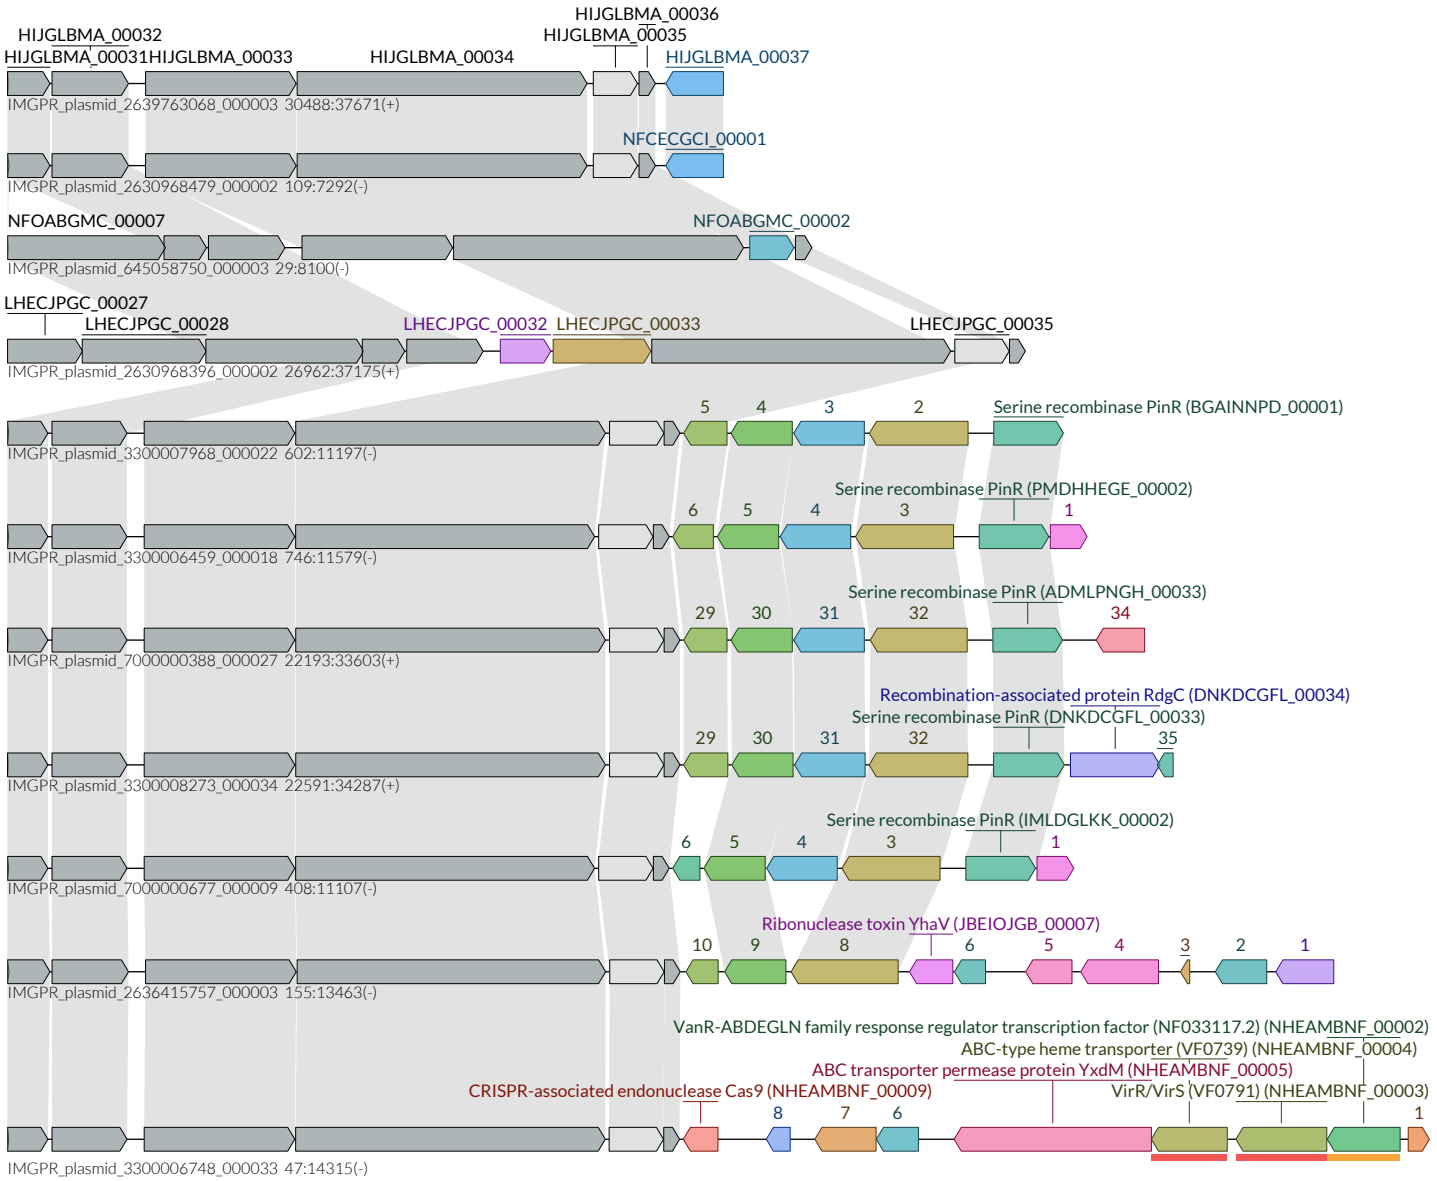 HIJGLBMA_00036
HIJGLBMA_00032 HIJGLBMA_00035
HIJGLBMA_00031 HIJGLBMA_00033 HIJGLBMA_00034 HIJGLBMA_00037
IMGPR_plasmid_2639763068_000003 30488:37671(+)
NFCECGCI_00001
IMGPR_plasmid_2630968479_000002 109:7292(-)
NFOABGMC_00007 NFOABGMC_00002
IMGPR_plasmid_645058750_000003 29:8100(-)
LHECJPGC_00027
LHECJPGC_00028 LHECJPGC_00032 LHECJPGC_00033 LHECJPGC_00035
IMGPR_plasmid_2630968396_000002 26962:37175(+)
5 4 3 2 Serine recombinase PinR (BGAINNPD_00001)
IMGPR_plasmid_3300007968_000022 602:11197(-)
Serine recombinase PinR (PMDHHEGE_00002)
6 5 4 3 1
IMGPR_plasmid_3300006459_000018 746:11579(-)
Serine recombinase PinR (ADMLPNGH_00033)
29 30 31 32 34
IMGPR_plasmid_7000000388_000027 22193:33603(+)
Recombination-associated protein RdgC (DNKDCGFL_00034)
Serine recombinase PinR (DNKDCGFL_00033)
29 30 31 32 35
IMGPR_plasmid_3300008273_000034 22591:34287(+)
Serine recombinase PinR (IMLDGLKK_00002)
6 5 4 3 1
IMGPR_plasmid_7000000677_000009 408:11107(-)
Ribonuclease toxin YhaV (JBEIOJGB_00007)
10 9 8 6 5 4 3 2 1
IMGPR_plasmid_2636415757_000003 155:13463(-)
VanR-ABDEGLN family response regulator transcription factor (NF033117.2) (NHEAMBNF_00002)
ABC-type heme transporter (VF0739) (NHEAMBNF_00004)
ABC transporter permease protein YxdM (NHEAMBNF_00005)
CRISPR-associated endonuclease Cas9 (NHEAMBNF_00009) VirR/VirS (VF0791) (NHEAMBNF_00003)
8 7 6 1
IMGPR_plasmid_3300006748_000033 47:14315(-)